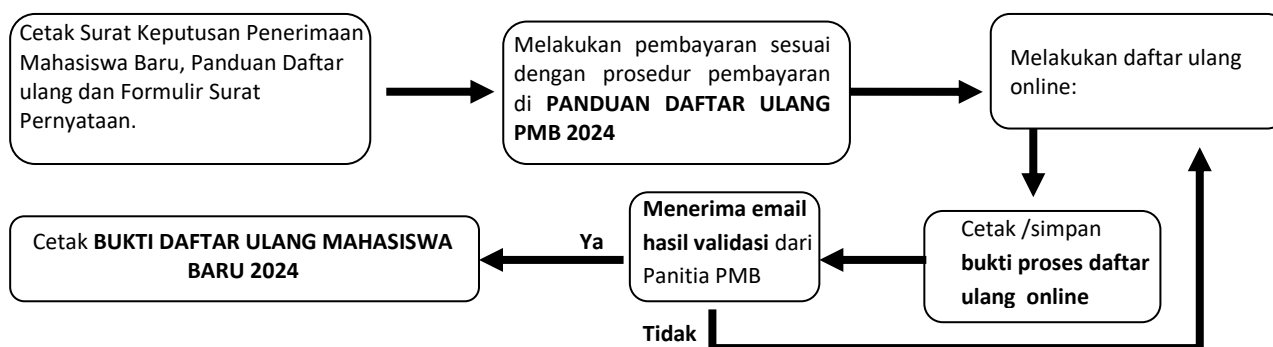 Cetak Surat Keputusan Penerimaan
Mahasiswa Baru, Panduan Daftar
ulang dan Formulir Surat
Pernyataan.
Melakukan pembayaran sesuai
dengan prosedur pembayaran
di PANDUAN DAFTAR ULANG
PMB 2024
Melakukan daftar ulang
online:
Cetak /simpan
bukti proses daftar
ulang online
Menerima email
hasil validasi dari
Panitia PMB
Ya
Tidak
Cetak BUKTI DAFTAR ULANG MAHASISWA
BARU 2024